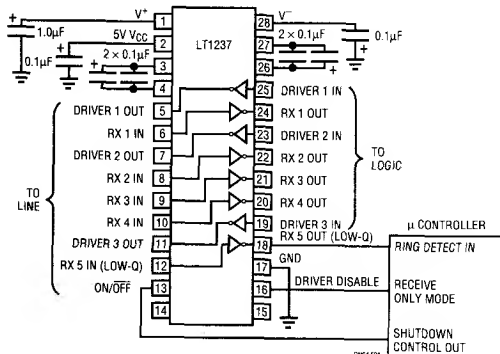 V+
1.0µF
5V VCC
0.1µF
2 × 0.1µF
LT1237
V−
2 × 0.1µF
0.1µF
1
2
3
4
5
6
7
8
9
10
11
12
13
14
28
27
26
25
24
23
22
21
20
19
18
17
16
15
DRIVER 1 OUT
RX 1 IN
DRIVER 2 OUT
RX 2 IN
RX 3 IN
RX 4 IN
DRIVER 3 OUT
RX 5 IN (LOW-Q)
ON/OFF
TO
LINE
DRIVER 1 IN
RX 1 OUT
DRIVER 2 IN
RX 2 OUT
RX 3 OUT
RX 4 OUT
DRIVER 3 IN
RX 5 OUT (LOW-Q)
GND
DRIVER DISABLE
TO
LOGIC
µ CONTROLLER
RING DETECT IN
RECEIVE
ONLY MODE
SHUTDOWN
CONTROL OUT